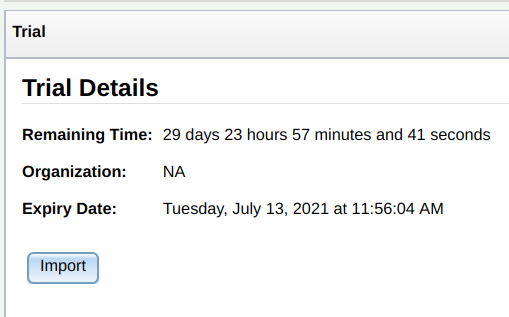 Trial
Trial Details
Remaining Time: 29 days 23 hours 57 minutes and 41 seconds
Organization: NA
Expiry Date: Tuesday, July 13, 2021 at 11:56:04 AM
Import